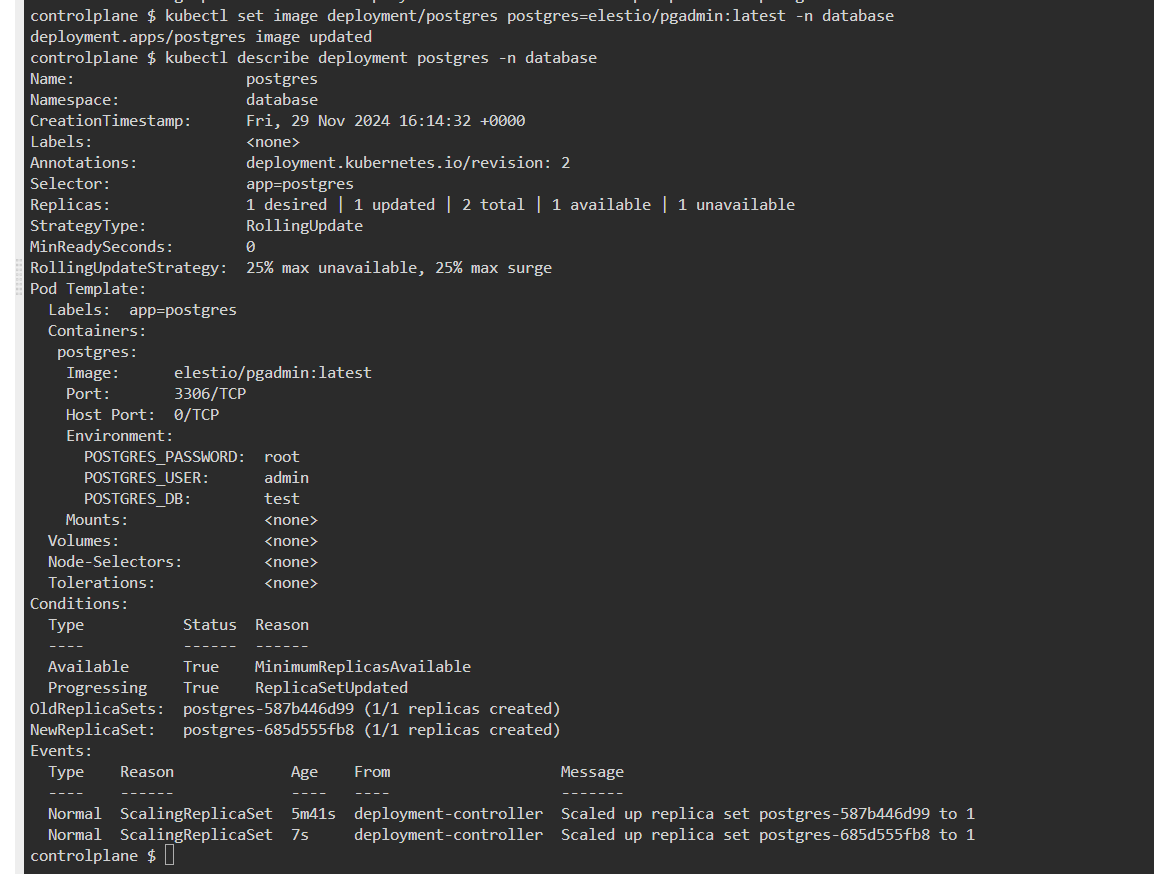 controlplane $ kubectl set image deployment/postgres postgres=elestio/pgadmin:latest -n database
deployment.apps/postgres image updated
controlplane $ kubectl describe deployment postgres -n database
Name:                   postgres
Namespace:              database
CreationTimestamp:      Fri, 29 Nov 2024 16:14:32 +0000
Labels:                 <none>
Annotations:            deployment.kubernetes.io/revision: 2
Selector:               app=postgres
Replicas:               1 desired | 1 updated | 2 total | 1 available | 1 unavailable
StrategyType:           RollingUpdate
MinReadySeconds:        0
RollingUpdateStrategy:  25% max unavailable, 25% max surge
Pod Template:
  Labels:  app=postgres
  Containers:
   postgres:
    Image:      elestio/pgadmin:latest
    Port:       3306/TCP
    Host Port:  0/TCP
    Environment:
      POSTGRES_PASSWORD:  root
      POSTGRES_USER:      admin
      POSTGRES_DB:        test
    Mounts:               <none>
  Volumes:                <none>
  Node-Selectors:         <none>
  Tolerations:            <none>
Conditions:
  Type           Status  Reason
  ----           ------  ------
  Available      True    MinimumReplicasAvailable
  Progressing    True    ReplicaSetUpdated
OldReplicaSets:  postgres-587b446d99 (1/1 replicas created)
NewReplicaSet:   postgres-685d555fb8 (1/1 replicas created)
Events:
  Type    Reason             Age    From                   Message
  ----    ------             ----   ----                   -------
  Normal  ScalingReplicaSet  5m41s  deployment-controller  Scaled up replica set postgres-587b446d99 to 1
  Normal  ScalingReplicaSet  7s     deployment-controller  Scaled up replica set postgres-685d555fb8 to 1
controlplane $